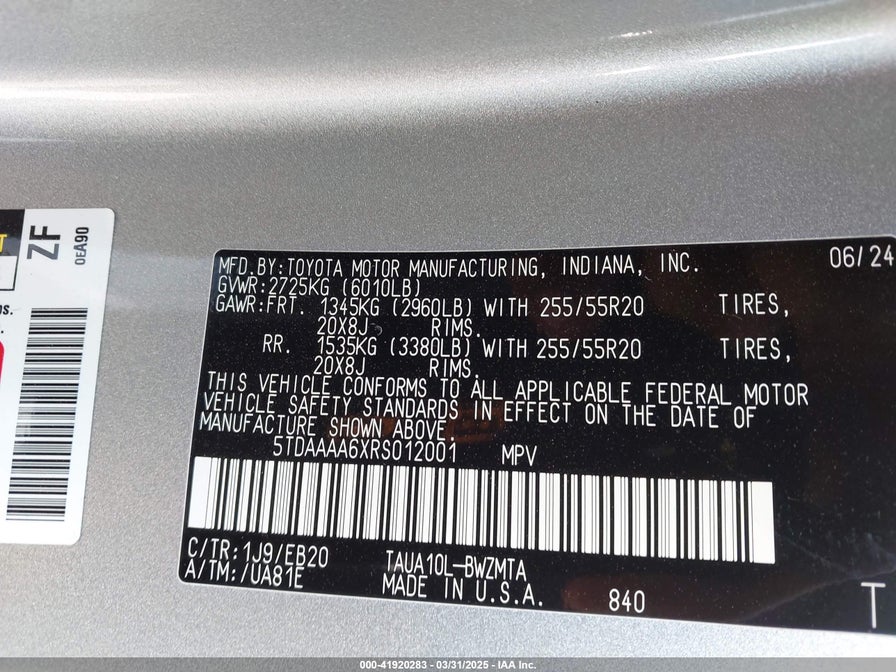 ZF
0EA90
MFD.BY:TOYOTA MOTOR MANUFACTURING, INDIANA, INC. 06/24
GVWR:2725KG (6010LB)
GAWR:FRT. 1345KG (2960LB) WITH 255/55R20 TIRES,
20X8J RIMS.
RR. 1535KG (3380LB) WITH 255/55R20 TIRES,
20X8J RIMS.
THIS VEHICLE CONFORMS TO ALL APPLICABLE FEDERAL MOTOR
VEHICLE SAFETY STANDARDS IN EFFECT ON THE DATE OF
MANUFACTURE SHOWN ABOVE.
5TDAAAA6XRS012001 MPV
C/TR:1J9/EB20 TAUA10L-BWZMTA
A/TM:/UA81E MADE IN U.S.A. 840
T
000-41920283 - 03/31/2025 - IAA Inc.